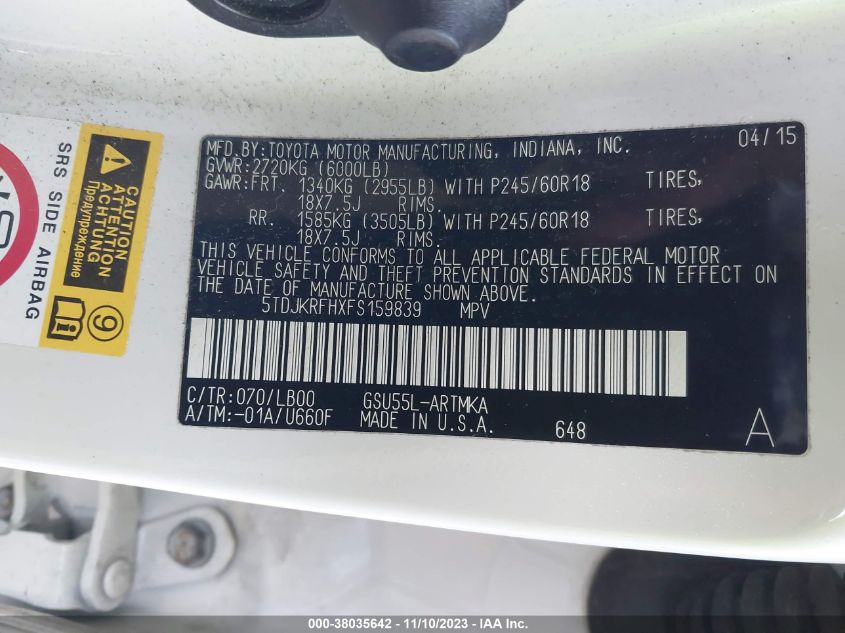 SRS SIDE AIRBAG
CAUTION
ATTENTION
ACHTUNG
Предупреждение
9
MFD.BY:TOYOTA MOTOR MANUFACTURING, INDIANA, INC. 04/15
GVWR:2720KG (6000LB)
GAWR:FRT. 1340KG (2955LB) WITH P245/60R18 TIRES,
18X7.5J RIMS.
RR. 1585KG (3505LB) WITH P245/60R18 TIRES,
18X7.5J RIMS.
THIS VEHICLE CONFORMS TO ALL APPLICABLE FEDERAL MOTOR
VEHICLE SAFETY AND THEFT PREVENTION STANDARDS IN EFFECT ON
THE DATE OF MANUFACTURE SHOWN ABOVE.
5TDJKRFHXFS159839 MPV
C/TR:070/LB00 GSU55L-ARTMKA
A/TM:-01A/U660F MADE IN U.S.A. 648 A
000-38035642 - 11/10/2023 - IAA Inc.